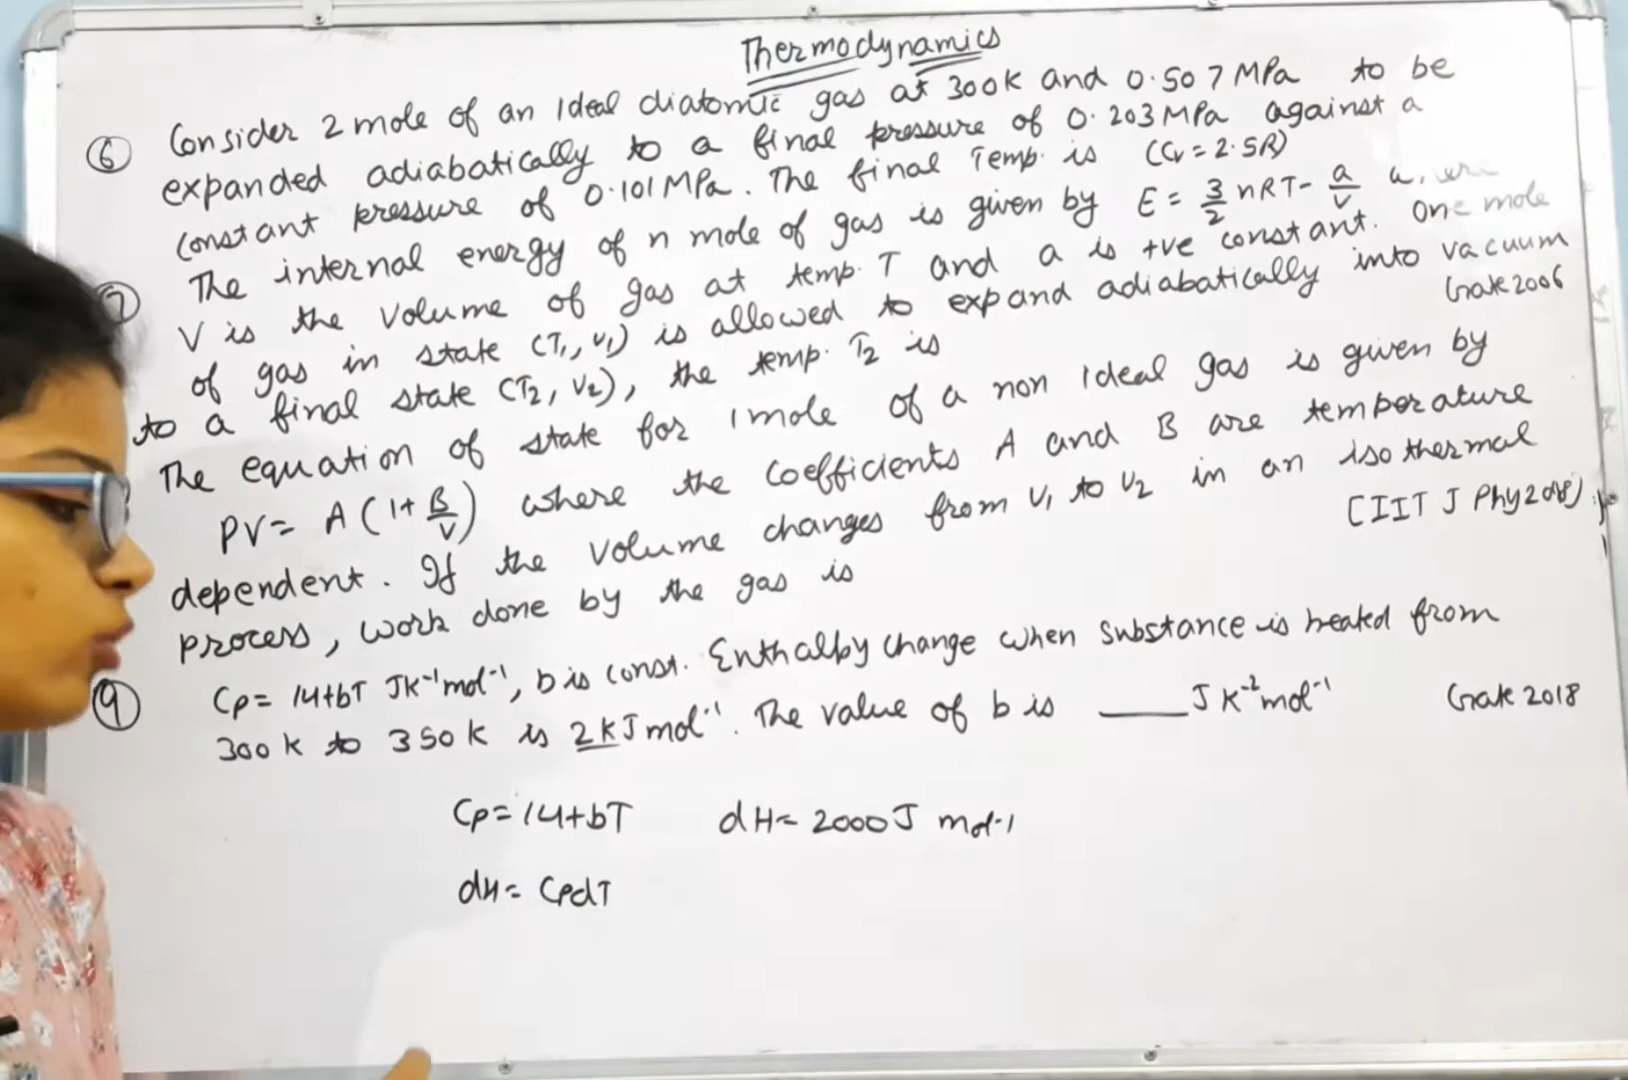 Thermodynamics
⑥ Consider 2 mole of an Ideal diatomic gas at 300K and 0.507 MPa to be
expanded adiabatically to a final pressure of 0.203 MPa against a
constant pressure of 0.101 MPa. The final Temp. is (Cv = 2.5R)
⑦ The internal energy of n mole of gas is given by E = 3/2 nRT - a/V
V is the volume of gas at temp. T and a is +ve constant. One mole
of gas in state (T1, V1) is allowed to expand adiabatically into vacuum
to a final state (T2, V2), the temp. T2 is Gate 2006
The equation of state for 1 mole of a non Ideal gas is given by
PV = A(1+B/V) where the coefficients A and B are temperature
dependent. If the volume changes from V1 to V2 in an isothermal
process, work done by the gas is [IIT J Phy
⑨ Cp = 14+bT JK⁻¹mol⁻¹, b is const. Enthalpy change when substance is heated from
300K to 350K is 2kJ mol⁻¹. The value of b is ____ J K⁻² mol⁻¹ Gate 2018
Cp = 14+bT dH = 2000 J mol-1
dH = CpdT